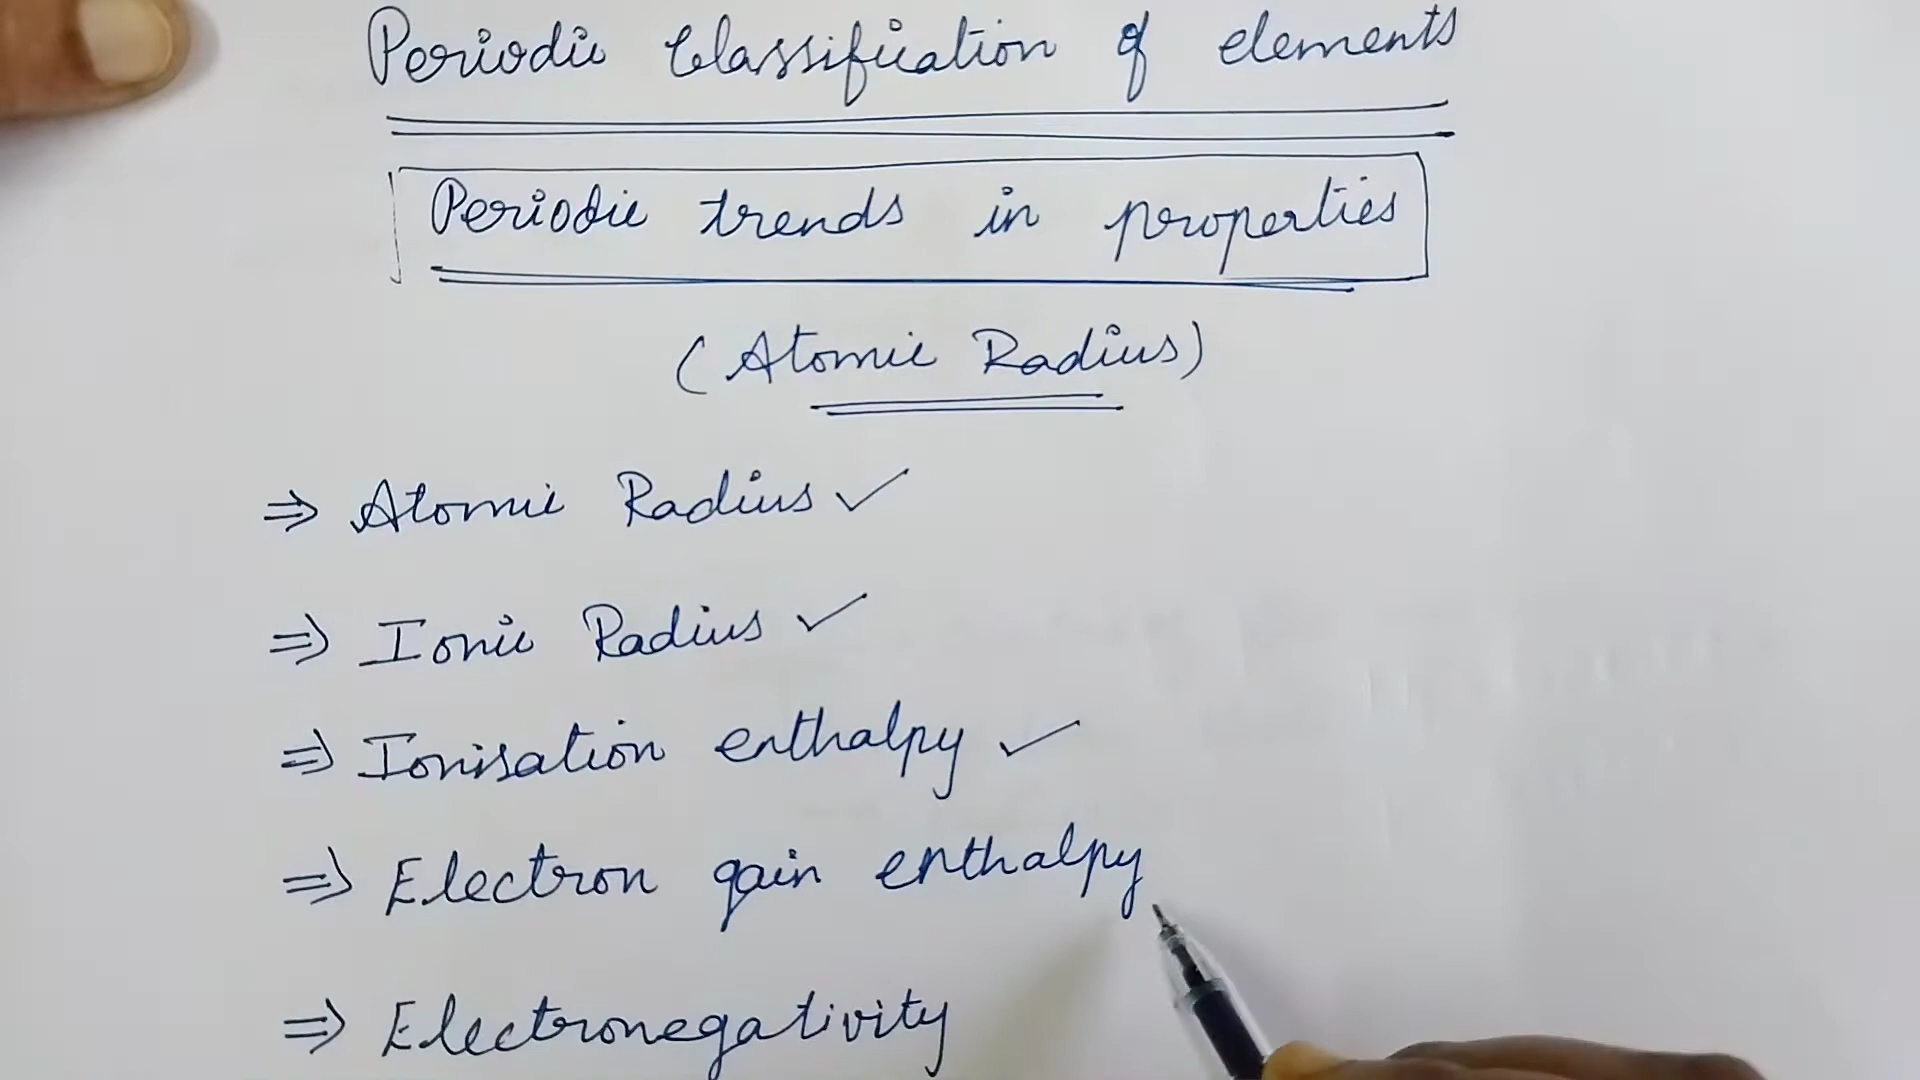 Periodic Classification of elements
Periodic trends in properties
(Atomic Radius)
⇒ Atomic Radius ✓
⇒ Ionic Radius ✓
⇒ Ionisation enthalpy ✓
⇒ Electron gain enthalpy
⇒ Electronegativity